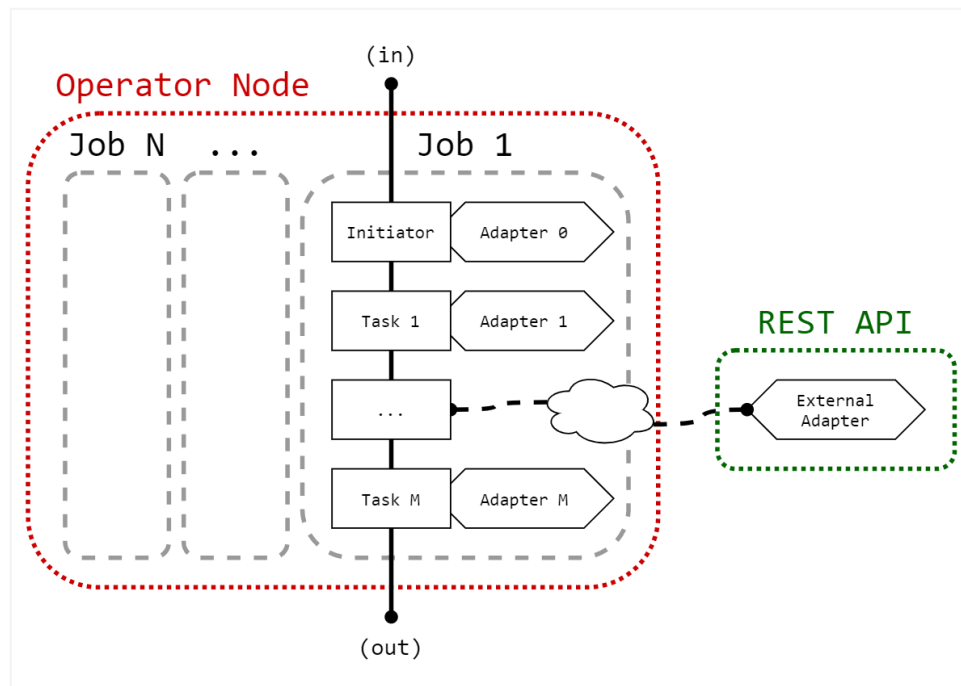 (in)
Operator Node
Job N ... Job 1
Initiator
Adapter 0
Task 1
Adapter 1
REST API
...
External
Adapter
Task M
Adapter M
(out)